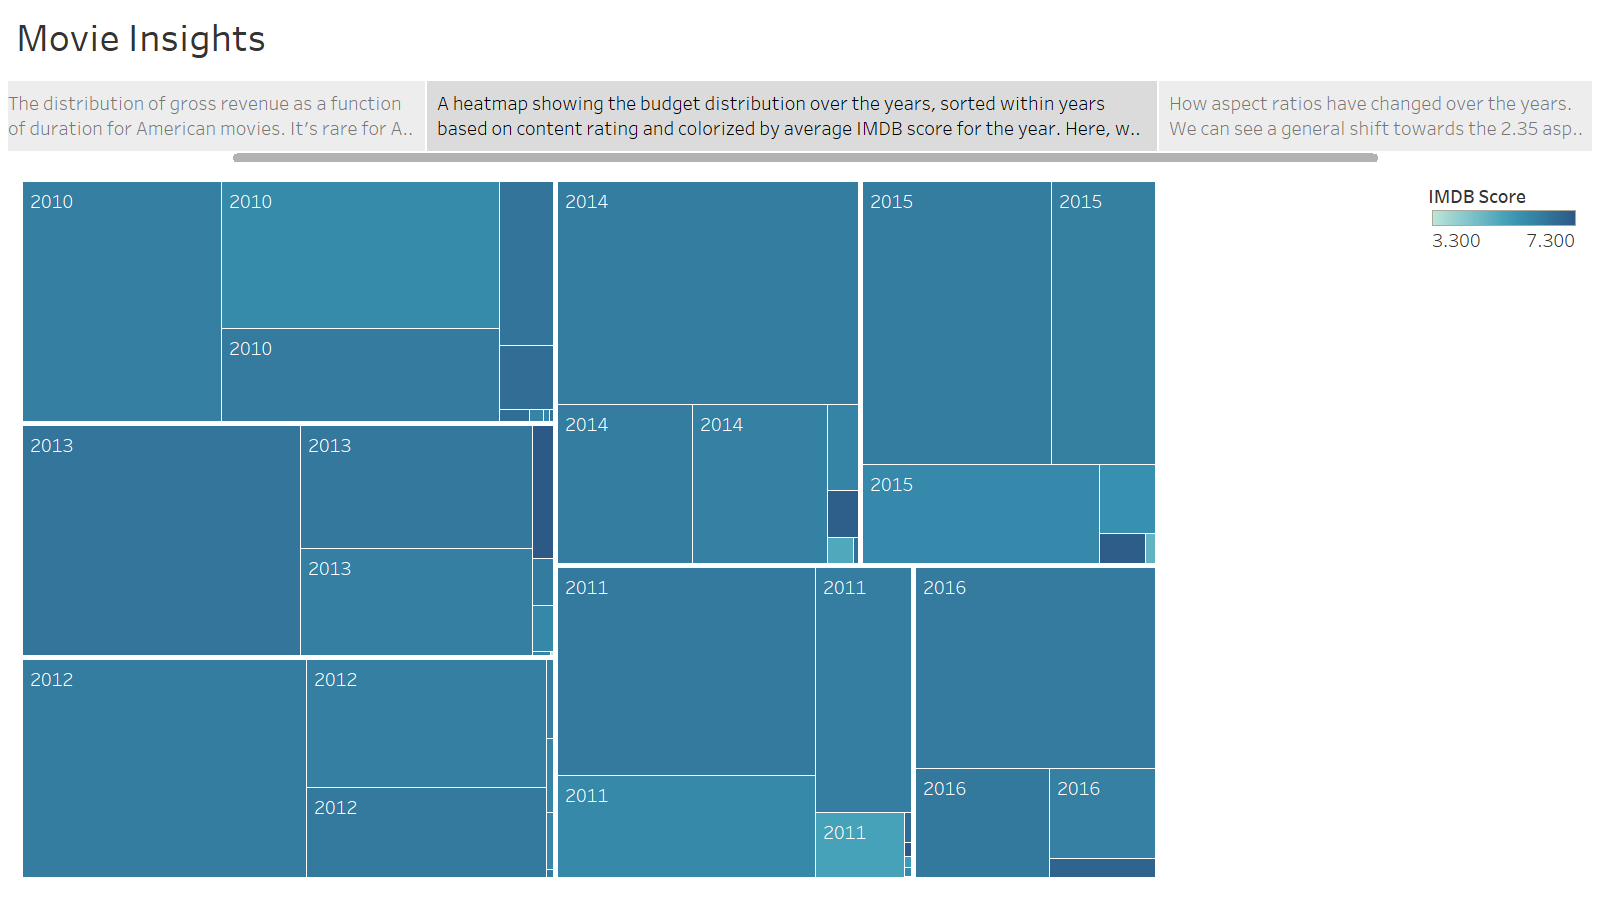 Movie Insights
The distribution of gross revenue as a function
of duration for American movies. It's rare for A..
A heatmap showing the budget distribution over the years, sorted within years
based on content rating and colorized by average IMDB score for the year. Here, w..
How aspect ratios have changed over the years.
We can see a general shift towards the 2.35 asp..
IMDB Score
3.300 7.300
2010
2010
2010
2013
2013
2013
2012
2012
2012
2014
2014
2014
2015
2015
2015
2011
2011
2011
2011
2016
2016
2016